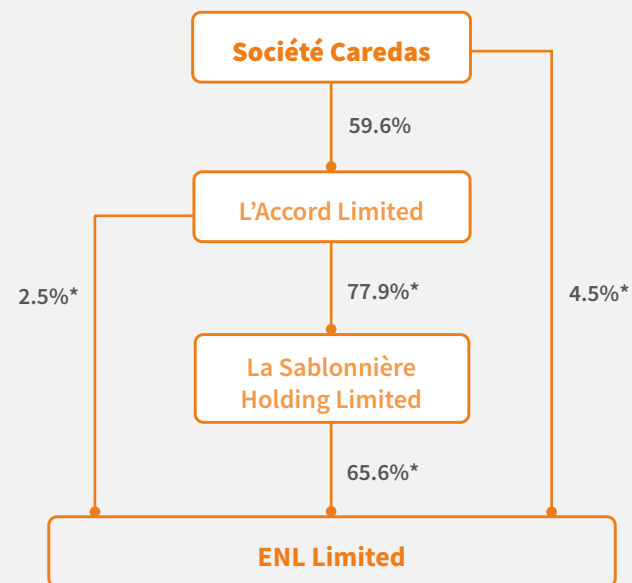 Société Caredas
59.6%
L'Accord Limited
2.5%*
77.9%*
4.5%*
La Sablonnière
Holding Limited
65.6%*
ENL Limited